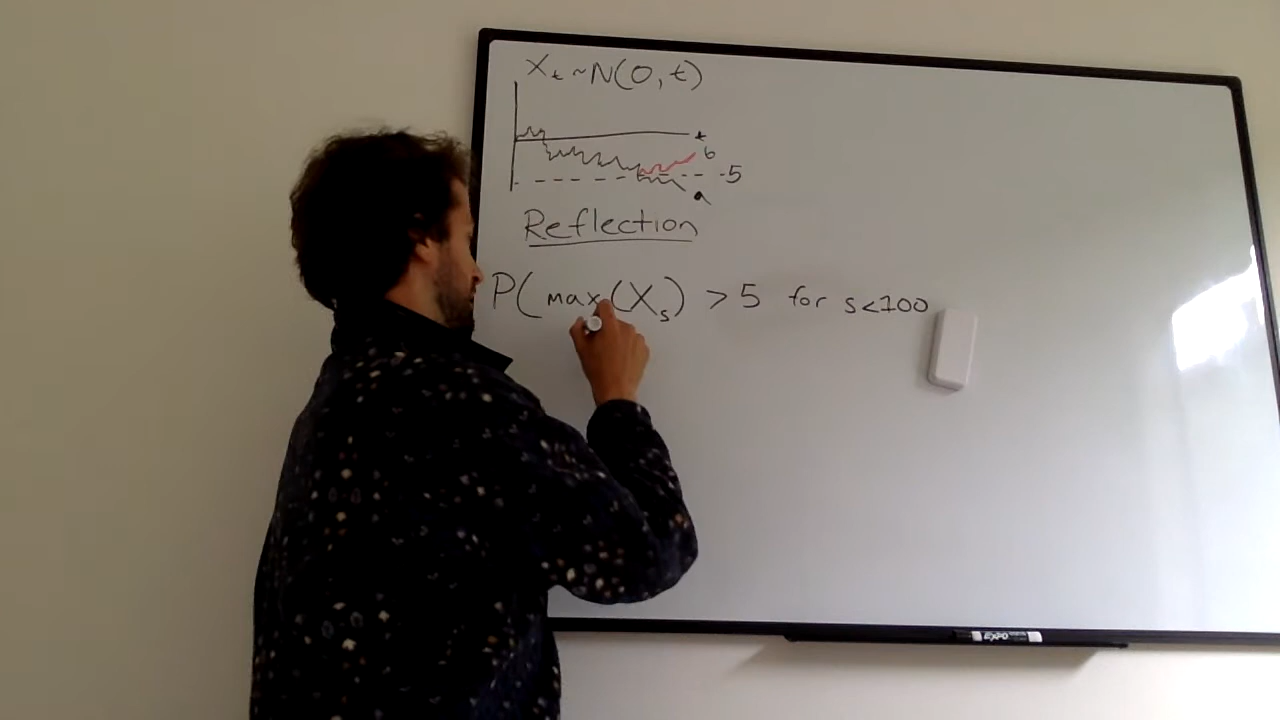 X_t ~ N(0, t)
t
b
-5
a
Reflection
P(max(X_s) > 5 for s<100
EXPO